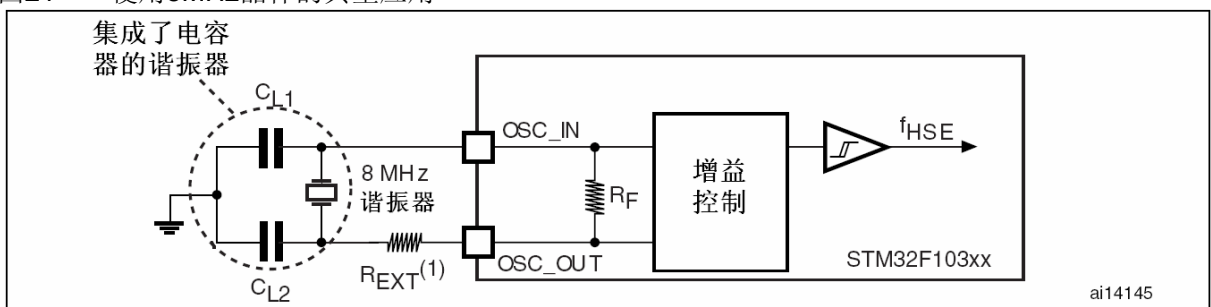 集成了电容
器的谐振器
CL1
OSC_IN
fHSE
8 MHz
谐振器
RF
增益
控制
REXT(1)
OSC_OUT
STM32F103xx
CL2
ai14145